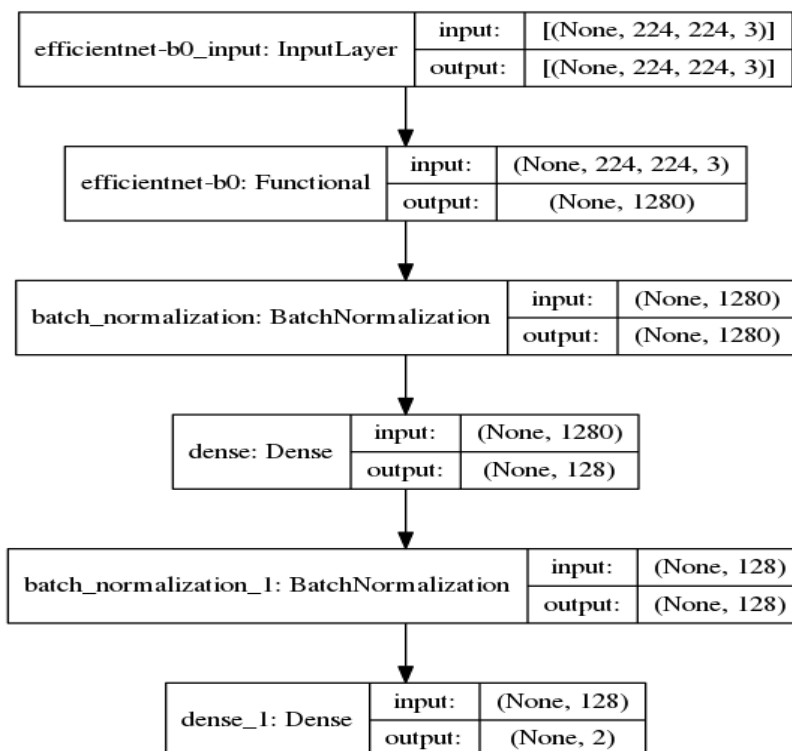 efficientnet-b0_input: InputLayer
input: [(None, 224, 224, 3)]
output: [(None, 224, 224, 3)]
efficientnet-b0: Functional
input: (None, 224, 224, 3)
output: (None, 1280)
batch_normalization: BatchNormalization
input: (None, 1280)
output: (None, 1280)
dense: Dense
input: (None, 1280)
output: (None, 128)
batch_normalization_1: BatchNormalization
input: (None, 128)
output: (None, 128)
dense_1: Dense
input: (None, 128)
output: (None, 2)